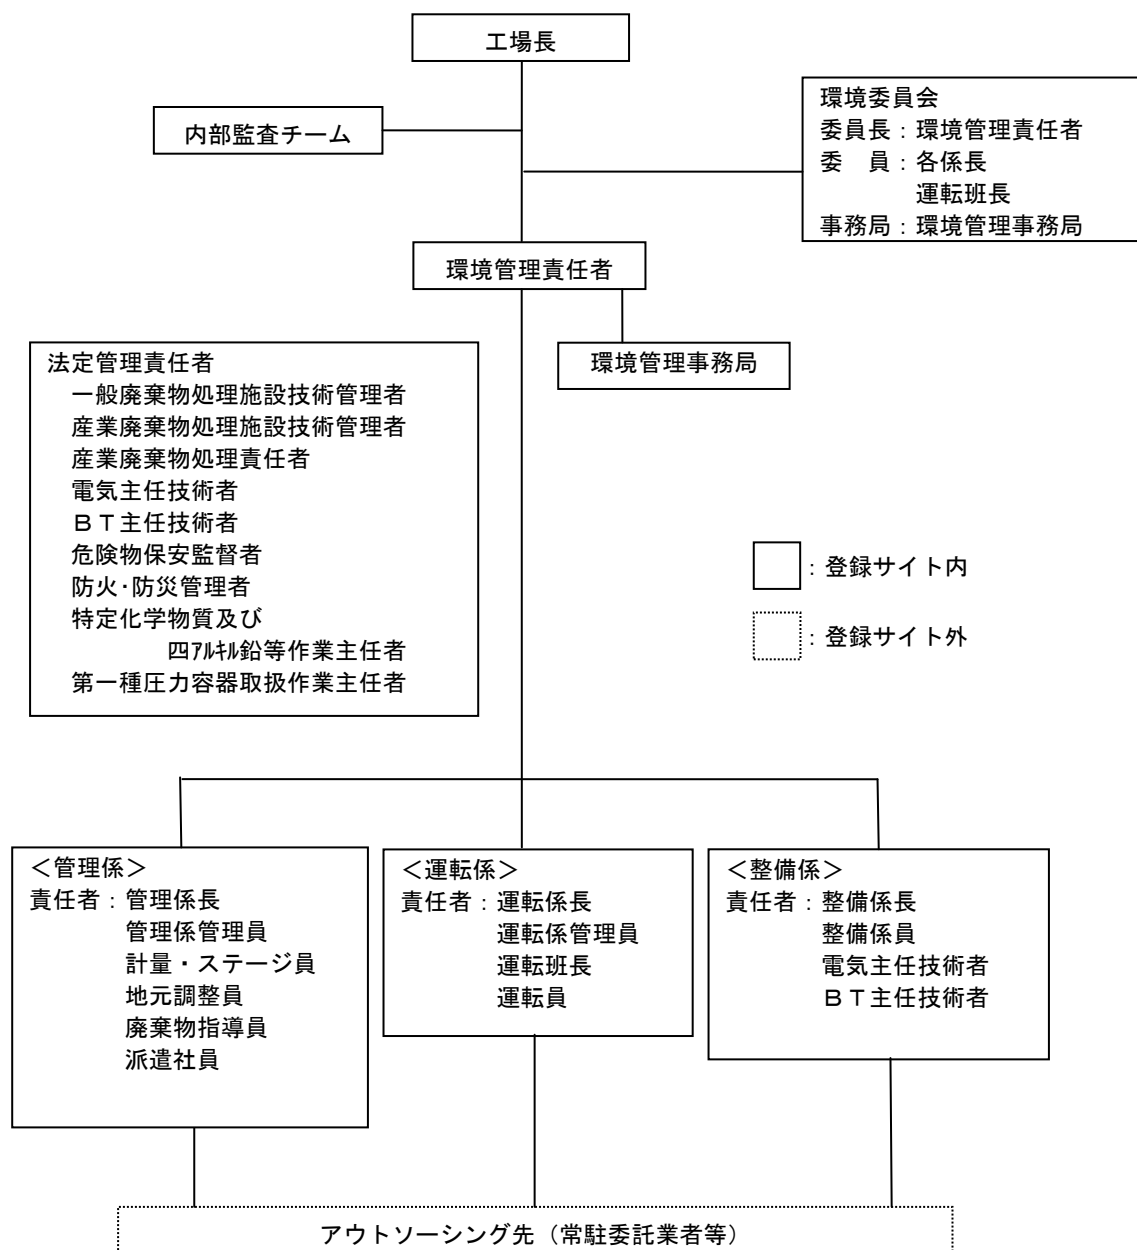 工場長
内部監査チーム
環境委員会
委員長：環境管理責任者
委　員：各係長
運転班長
事務局：環境管理事務局
環境管理責任者
環境管理事務局
法定管理責任者
一般廃棄物処理施設技術管理者
産業廃棄物処理施設技術管理者
産業廃棄物処理責任者
電気主任技術者
ＢＴ主任技術者
危険物保安監督者
防火･防災管理者
特定化学物質及び
四ｱﾙｷﾙ鉛等作業主任者
第一種圧力容器取扱作業主任者
：登録サイト内
：登録サイト外
＜管理係＞
責任者：管理係長
管理係管理員
計量・ステージ員
地元調整員
廃棄物指導員
派遣社員
＜運転係＞
責任者：運転係長
運転係管理員
運転班長
運転員
＜整備係＞
責任者：整備係長
整備係員
電気主任技術者
ＢＴ主任技術者
アウトソーシング先（常駐委託業者等）